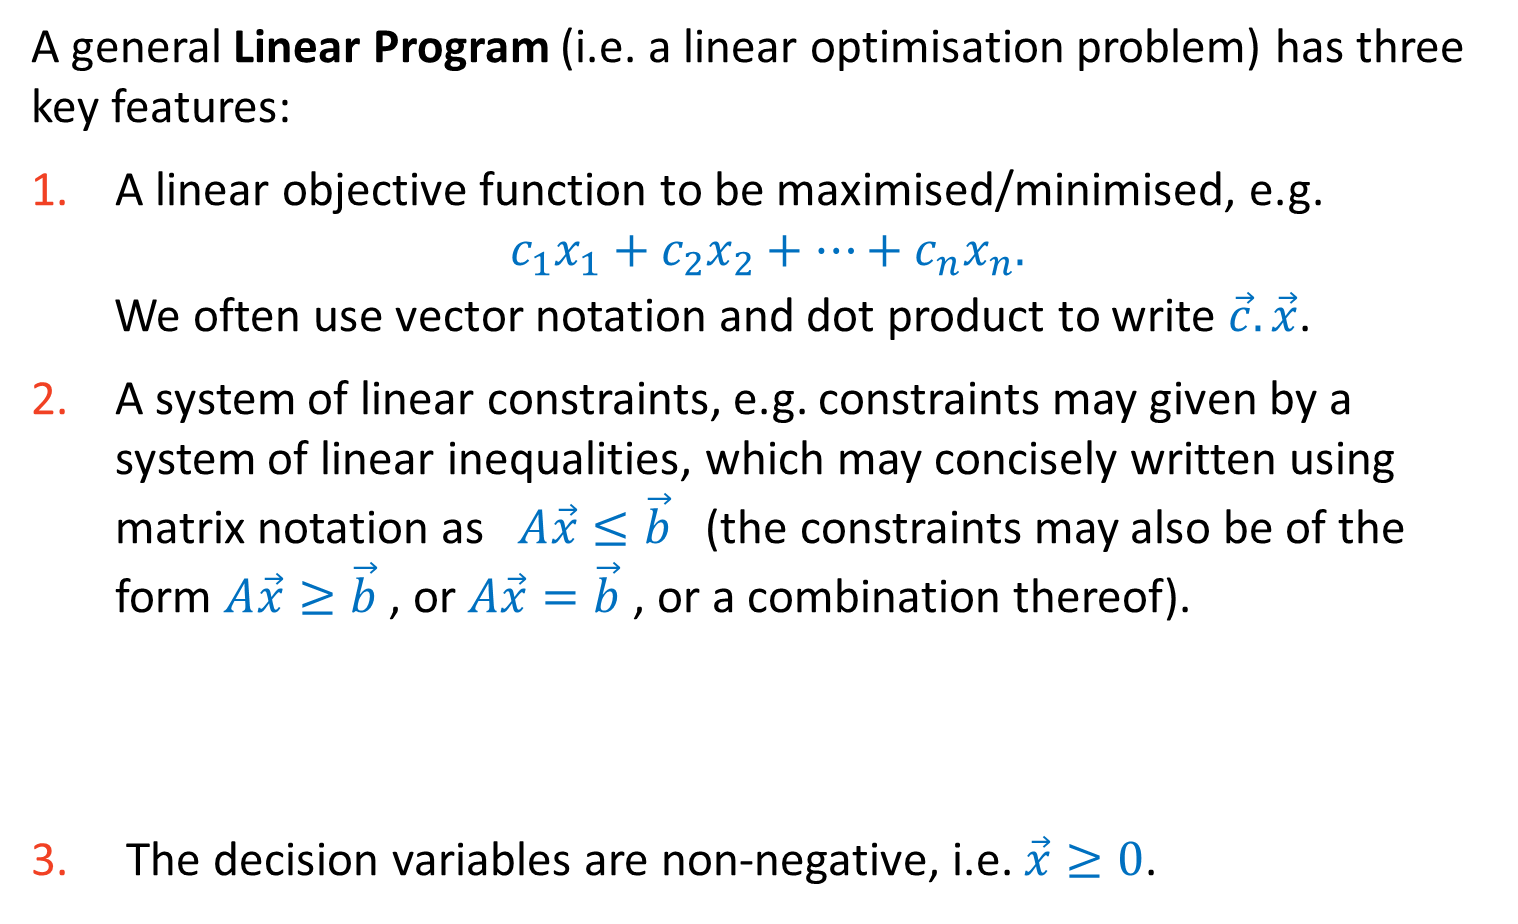 A general Linear Program (i.e. a linear optimisation problem) has three
key features:
1. A linear objective function to be maximised/minimised, e.g.
c₁x₁ + c₂x₂ + ⋯ + cₙxₙ.
We often use vector notation and dot product to write c⃗. x⃗.
2. A system of linear constraints, e.g. constraints may given by a
system of linear inequalities, which may concisely written using
matrix notation as Ax⃗ ≤ b⃗ (the constraints may also be of the
form Ax⃗ ≥ b⃗ , or Ax⃗ = b⃗ , or a combination thereof).
3. The decision variables are non-negative, i.e. x⃗ ≥ 0.